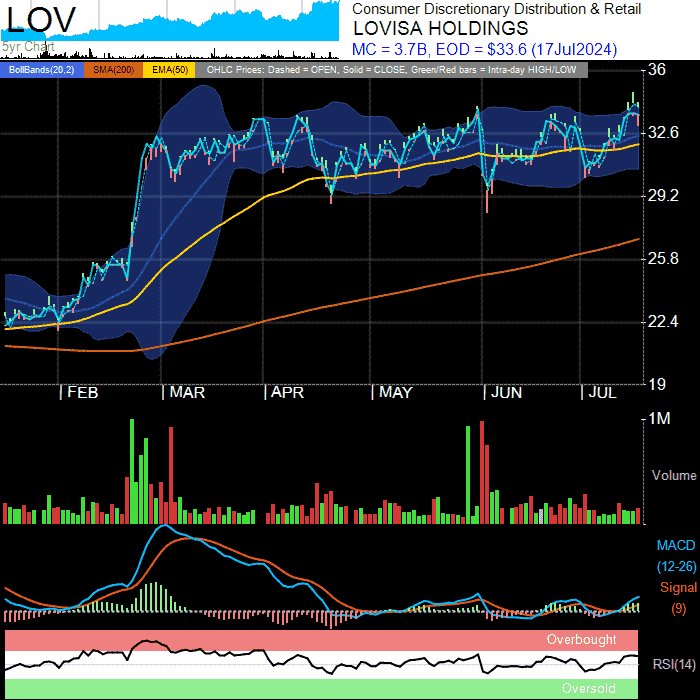 LOV
5yr Chart
Consumer Discretionary Distribution & Retail
LOVISA HOLDINGS
MC = 3.7B, EOD = $33.6 (17Jul2024)
BollBands(20,2) SMA(200) EMA(50) OHLC Prices: Dashed = OPEN, Solid = CLOSE, Green/Red bars = Intra-day HIGH/LOW
36
32.6
29.2
25.8
22.4
19
FEB MAR APR MAY JUN JUL
1M
Volume
MACD
(12-26)
Signal
(9)
Overbought
RSI(14)
Oversold